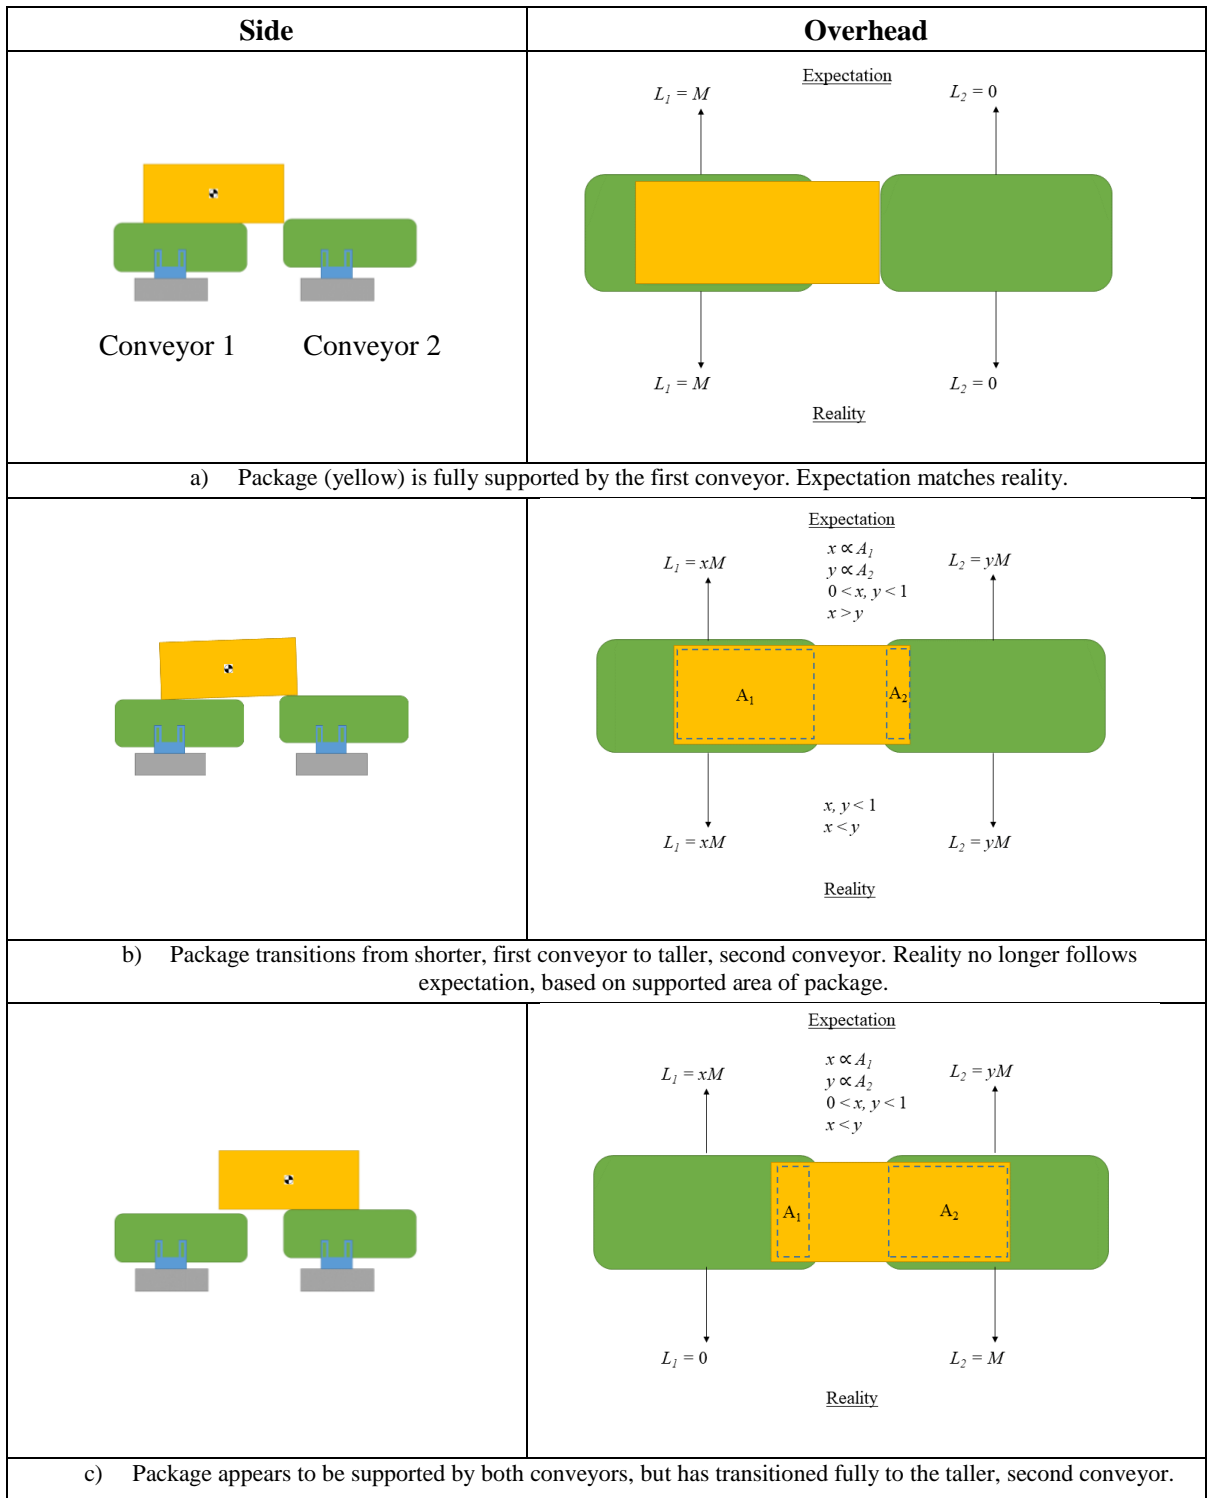 Side
Overhead
Expectation
L₁ = M
L₂ = 0
Conveyor 1
Conveyor 2
L₁ = M
L₂ = 0
Reality
a) Package (yellow) is fully supported by the first conveyor. Expectation matches reality.
Expectation
x ∝ A₁
y ∝ A₂
0 < x, y < 1
x > y
L₁ = xM
L₂ = yM
A₁
A₂
x, y < 1
x < y
L₁ = xM
L₂ = yM
Reality
b) Package transitions from shorter, first conveyor to taller, second conveyor. Reality no longer follows
expectation, based on supported area of package.
Expectation
x ∝ A₁
y ∝ A₂
0 < x, y < 1
x < y
L₁ = xM
L₂ = yM
A₁
A₂
L₁ = 0
L₂ = M
Reality
c) Package appears to be supported by both conveyors, but has transitioned fully to the taller, second conveyor.